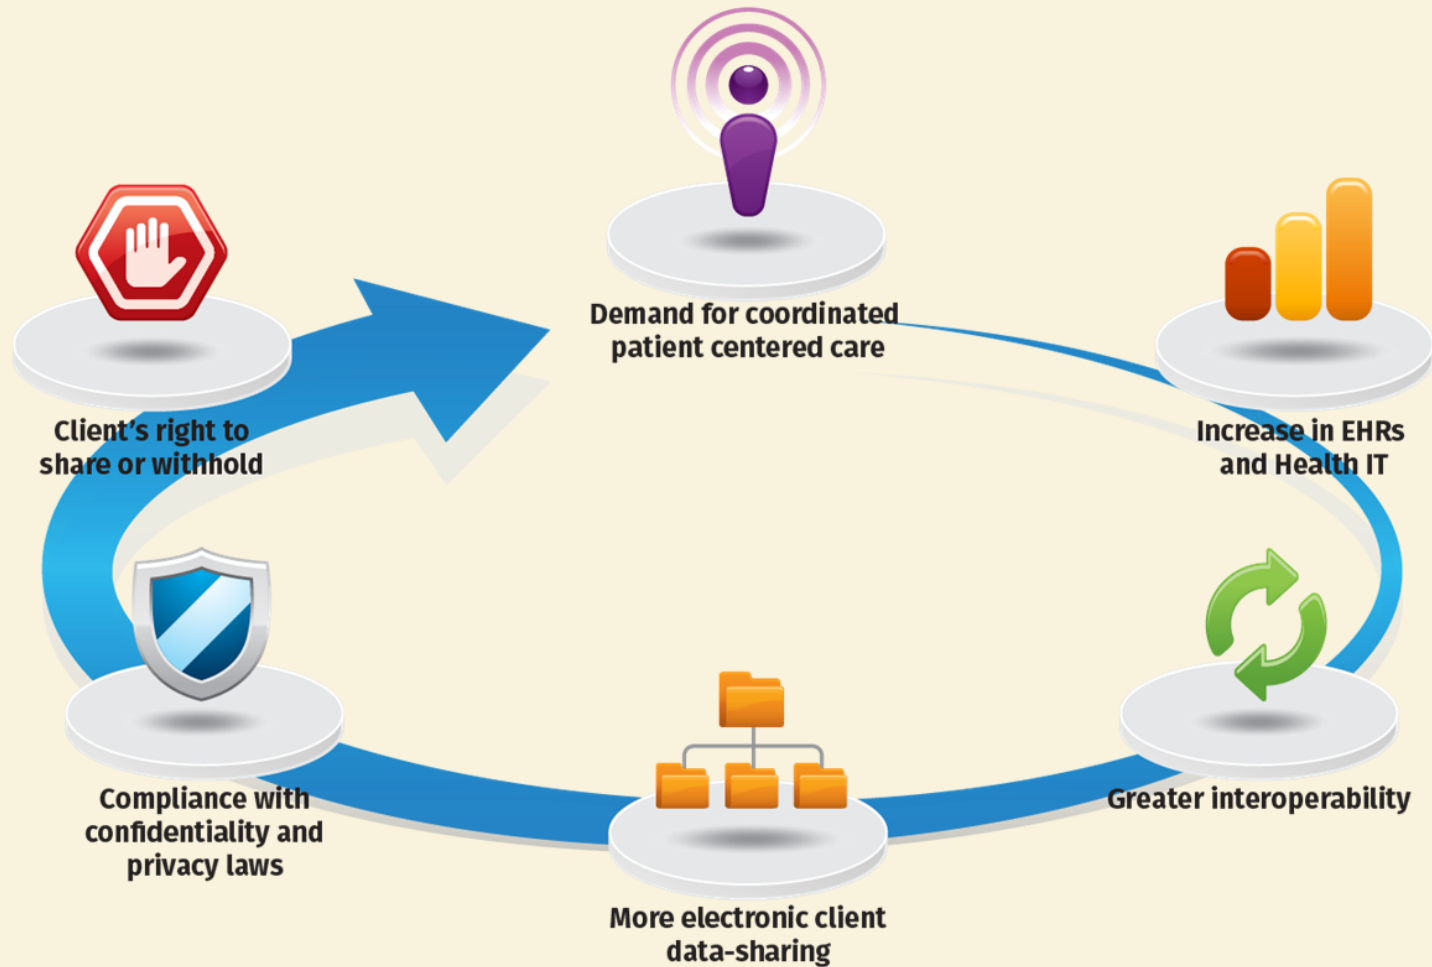 Demand for coordinated
patient centered care
Increase in EHRs
and Health IT
Greater interoperability
More electronic client
data-sharing
Compliance with
confidentiality and
privacy laws
Client's right to
share or withhold